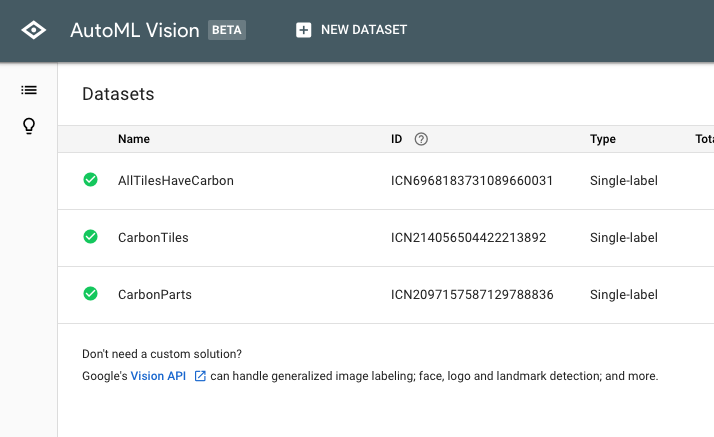 AutoML Vision BETA NEW DATASET
Datasets
Name ID Type
AllTilesHaveCarbon ICN6968183731089660031 Single-label
CarbonTiles ICN214056504422213892 Single-label
CarbonParts ICN2097157587129788836 Single-label
Don't need a custom solution?
Google's Vision API can handle generalized image labeling; face, logo and landmark detection; and more.